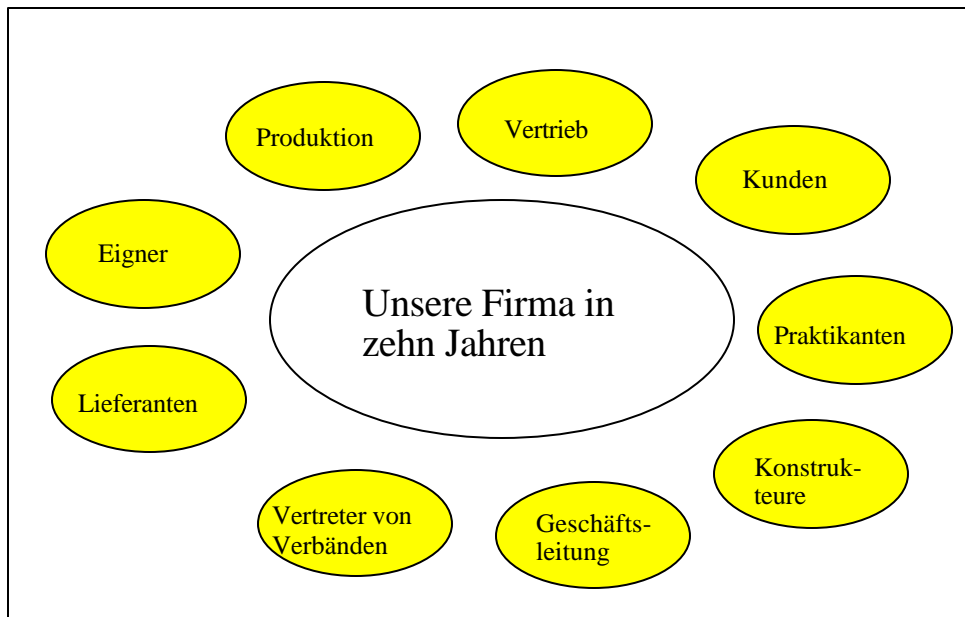 Produktion
Vertrieb
Kunden
Eigner
Unsere Firma in
zehn Jahren
Praktikanten
Lieferanten
Konstruk-
teure
Vertreter von
Verbänden
Geschäfts-
leitung